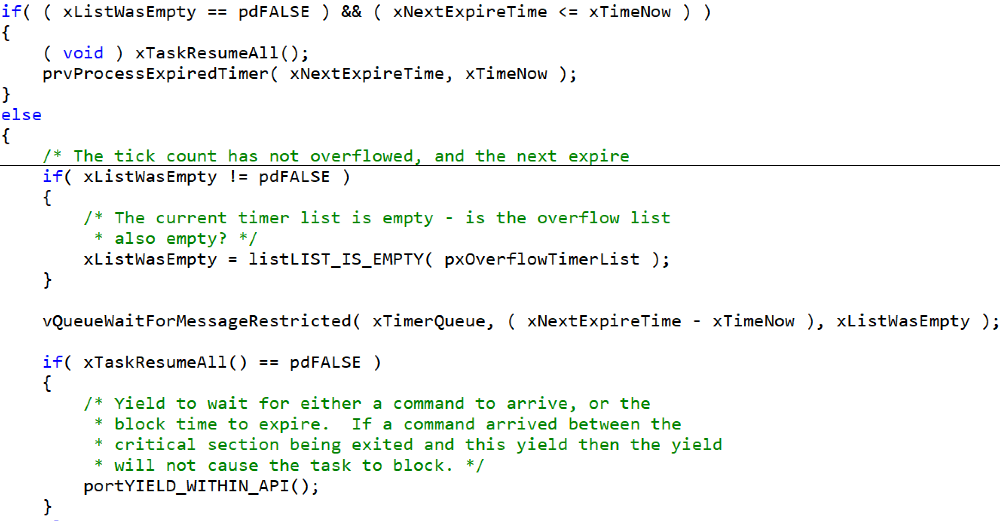 if( ( xListWasEmpty == pdFALSE ) && ( xNextExpireTime <= xTimeNow ) )
{
    ( void ) xTaskResumeAll();
    prvProcessExpiredTimer( xNextExpireTime, xTimeNow );
}
else
{
    /* The tick count has not overflowed, and the next expire
    if( xListWasEmpty != pdFALSE )
    {
        /* The current timer list is empty - is the overflow list
         * also empty? */
        xListWasEmpty = listLIST_IS_EMPTY( pxOverflowTimerList );
    }

    vQueueWaitForMessageRestricted( xTimerQueue, ( xNextExpireTime - xTimeNow ), xListWasEmpty );

    if( xTaskResumeAll() == pdFALSE )
    {
        /* Yield to wait for either a command to arrive, or the
         * block time to expire.  If a command arrived between the
         * critical section being exited and this yield then the yield
         * will not cause the task to block. */
        portYIELD_WITHIN_API();
    }